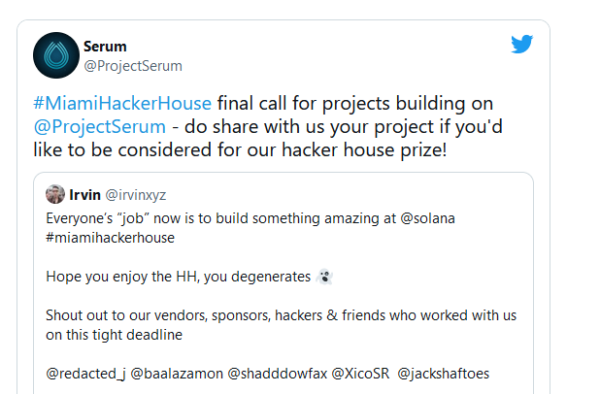 Serum
@ProjectSerum
#MiamiHackerHouse final call for projects building on
@ProjectSerum - do share with us your project if you'd
like to be considered for our hacker house prize!
Irvin @irvinxyz
Everyone's “job” now is to build something amazing at @solana
#miamihackerhouse
Hope you enjoy the HH, you degenerates
Shout out to our vendors, sponsors, hackers & friends who worked with us
on this tight deadline
@redacted_j @baalazamon @shadddowfax @XicoSR @jackshaftoes